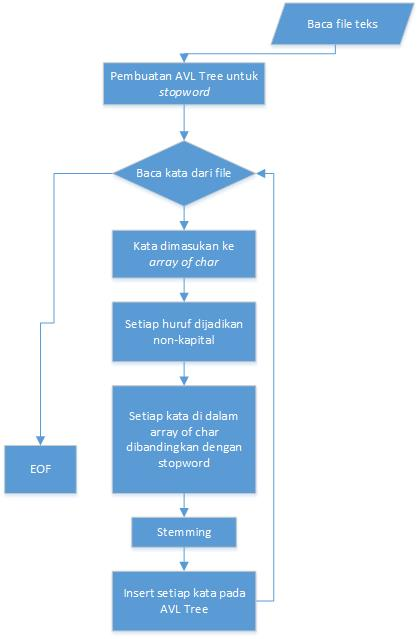 Baca file teks
Pembuatan AVL Tree untuk
stopword
Baca kata dari file
Kata dimasukan ke
array of char
Setiap huruf dijadikan
non-kapital
Setiap kata di dalam
array of char
dibandingkan dengan
stopword
EOF
Stemming
Insert setiap kata pada
AVL Tree